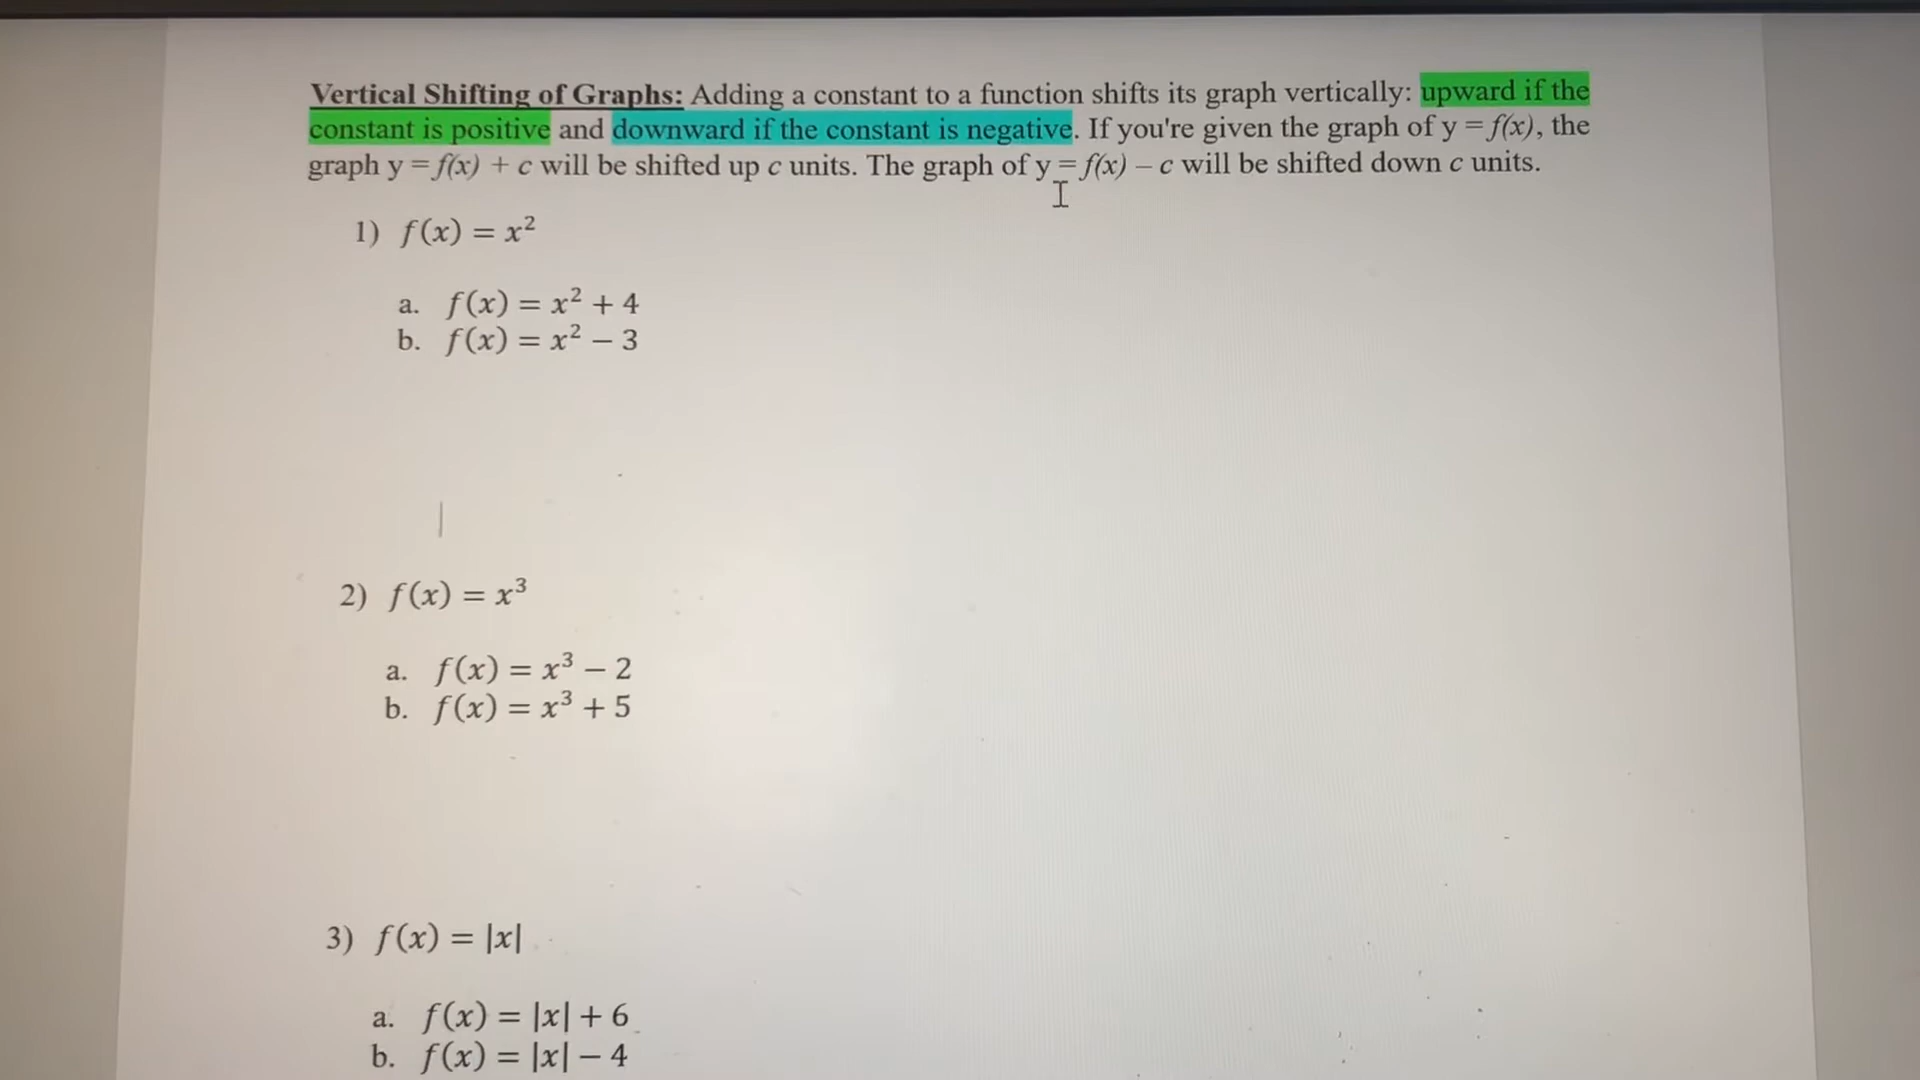 Vertical Shifting of Graphs: Adding a constant to a function shifts its graph vertically: upward if the
constant is positive and downward if the constant is negative. If you're given the graph of y = f(x), the
graph y = f(x) + c will be shifted up c units. The graph of y = f(x) – c will be shifted down c units.
1) f(x) = x²
a. f(x) = x² + 4
b. f(x) = x² − 3
2) f(x) = x³
a. f(x) = x³ − 2
b. f(x) = x³ + 5
3) f(x) = |x|
a. f(x) = |x| + 6
b. f(x) = |x| − 4